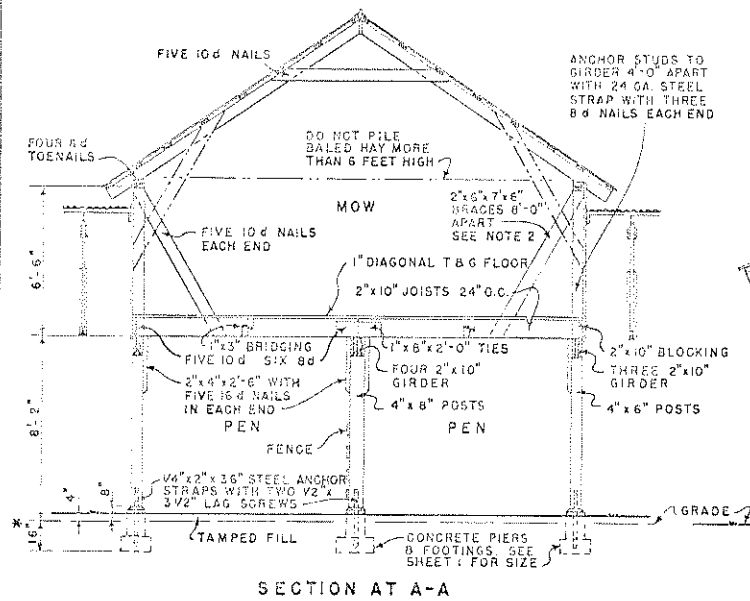 FIVE 10d NAILS
ANCHOR STUDS TO
GIRDER 4'-0" APART
WITH 24 GA. STEEL
STRAP WITH THREE
8d NAILS EACH END
FOUR 8d
TOENAILS
DO NOT PILE
BALED HAY MORE
THAN 6 FEET HIGH
MOW
2"x6"x7'x6"
BRACES 8'-0"
APART
SEE NOTE 2
FIVE 10d NAILS
EACH END
6'-6"
1" DIAGONAL T&G FLOOR
2"x10" JOISTS 24" O.C.
1"x3" BRIDGING
FIVE 10d
SIX 8d
1"x8"x2'-0" TIES
2"x10" BLOCKING
FOUR 2"x10"
GIRDER
THREE 2"x10"
GIRDER
2"x4"x2'-6" WITH
FIVE 16d NAILS
IN EACH END
4"x8" POSTS
4"x6" POSTS
8'-2"
PEN
PEN
FENCE
1/4"x2"x36" STEEL ANCHOR
STRAPS WITH TWO 1/2"x
3 1/2" LAG SCREWS
4"
8"
*
16"
TAMPED FILL
GRADE
CONCRETE PIERS
& FOOTINGS. SEE
SHEET 1 FOR SIZE
SECTION AT A-A